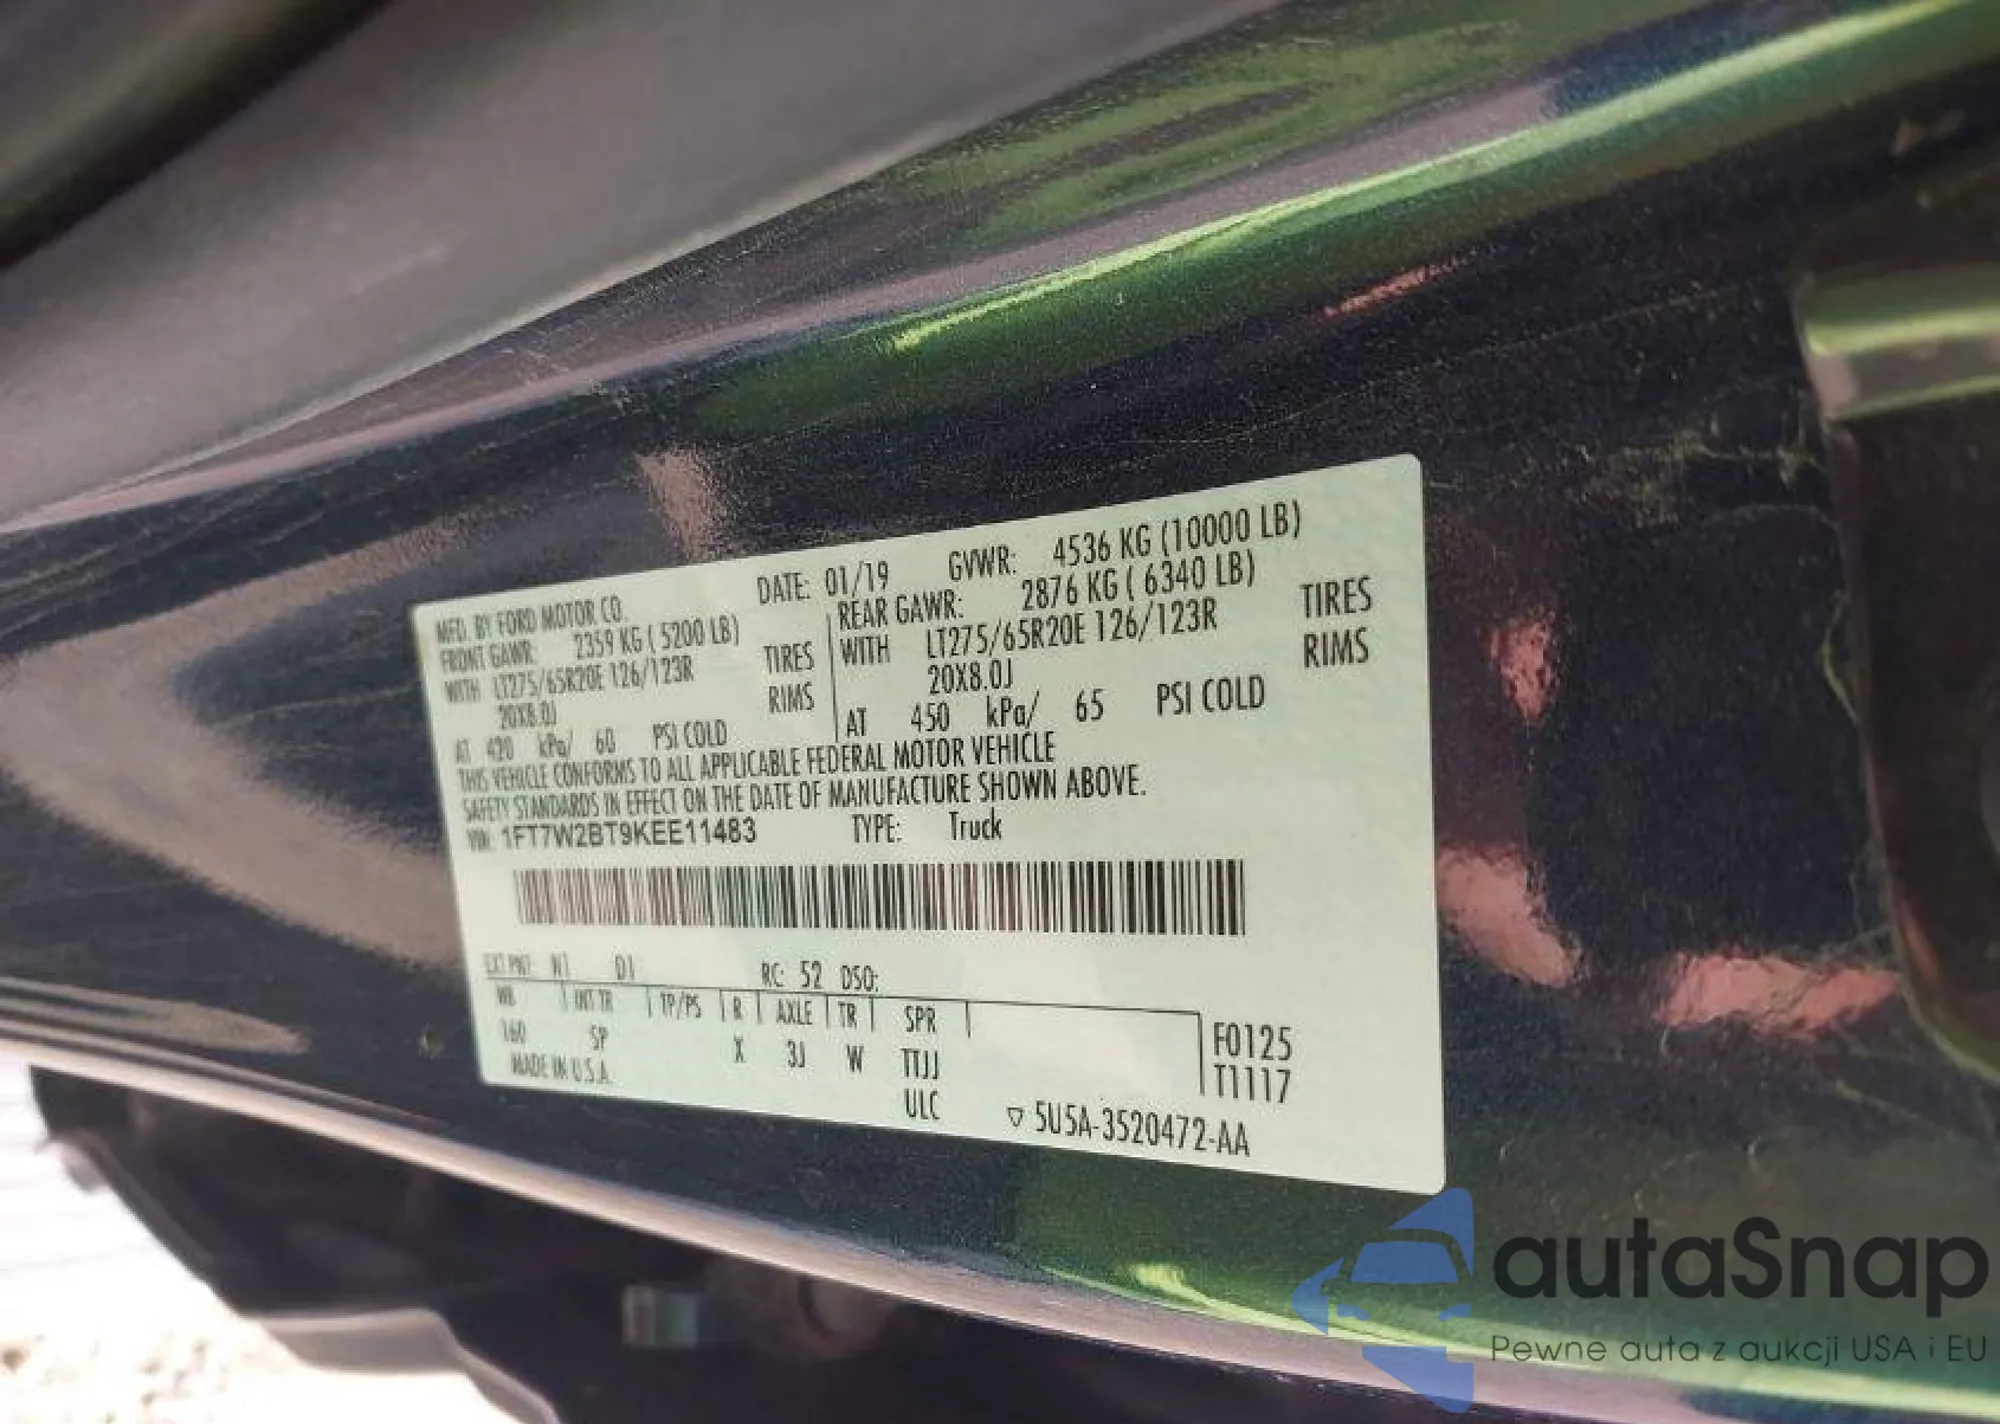 MFD. BY FORD MOTOR CO.
DATE: 01/19 GVWR: 4536 KG (10000 LB)
FRONT GAWR: 2359 KG ( 5200 LB)
WITH LT275/65R20E 126/123R TIRES
20X8.0J RIMS
AT 420 kPa/ 60 PSI COLD
REAR GAWR: 2876 KG ( 6340 LB)
WITH LT275/65R20E 126/123R TIRES
20X8.0J RIMS
AT 450 kPa/ 65 PSI COLD
THIS VEHICLE CONFORMS TO ALL APPLICABLE FEDERAL MOTOR VEHICLE
SAFETY STANDARDS IN EFFECT ON THE DATE OF MANUFACTURE SHOWN ABOVE.
VIN: 1FT7W2BT9KEE11483 TYPE: Truck
EXT PNT: N1 D1 RC: 52 DSO:
WB INT TR TP/PS R AXLE TR SPR
160 SP X 3J W TTJJ
ULC
F0125
T1117
MADE IN U.S.A.
▽ 5U5A-3520472-AA
autaSnap
Pewne auta z aukcji USA i EU